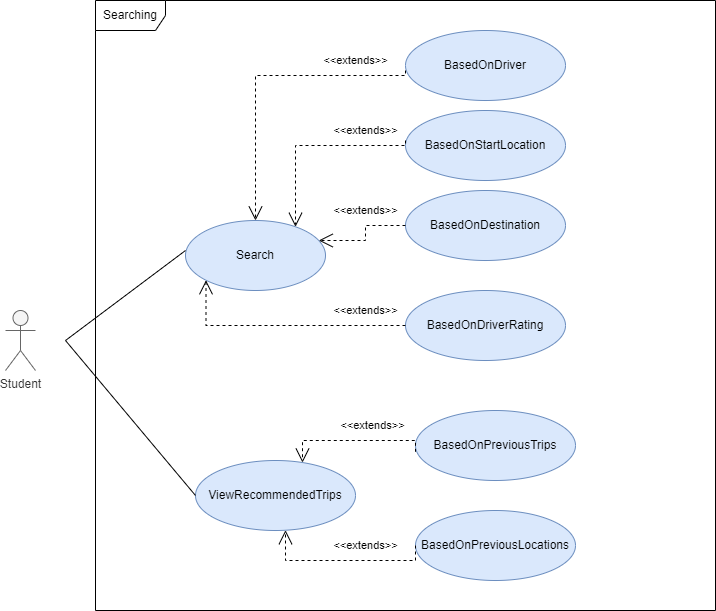 Searching
<<extends>>
BasedOnDriver
<<extends>>
BasedOnStartLocation
<<extends>>
BasedOnDestination
Search
<<extends>>
BasedOnDriverRating
Student
<<extends>>
BasedOnPreviousTrips
ViewRecommendedTrips
<<extends>>
BasedOnPreviousLocations